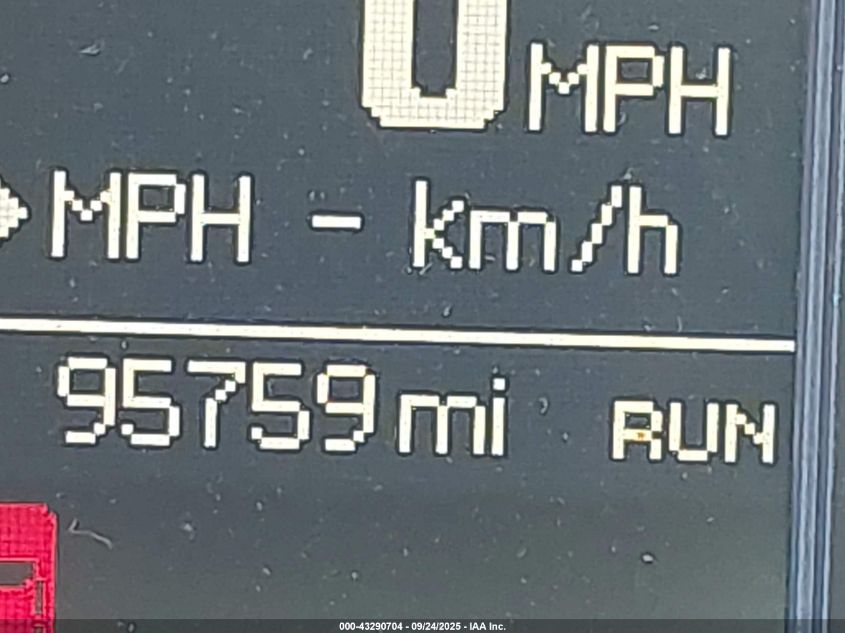 0 MPH
MPH - km/h
95759 mi RUN
000-43290704 - 09/24/2025 - IAA Inc.